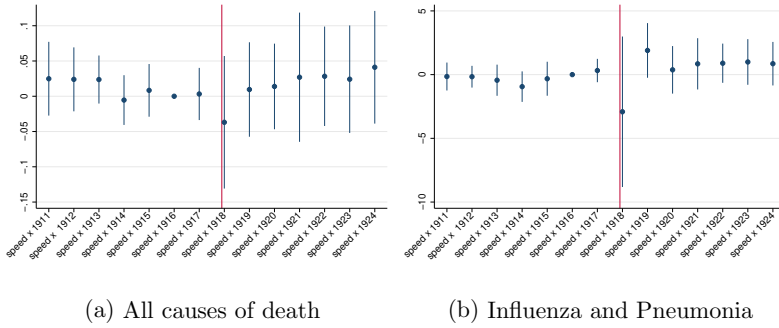 .1
.05
0
-.05
-.1
-.15
speed x 1911
speed x 1912
speed x 1913
speed x 1914
speed x 1915
speed x 1916
speed x 1917
speed x 1918
speed x 1919
speed x 1920
speed x 1921
speed x 1922
speed x 1923
speed x 1924
(a) All causes of death
5
0
-5
-10
speed x 1911
speed x 1912
speed x 1913
speed x 1914
speed x 1915
speed x 1916
speed x 1917
speed x 1918
speed x 1919
speed x 1920
speed x 1921
speed x 1922
speed x 1923
speed x 1924
(b) Influenza and Pneumonia